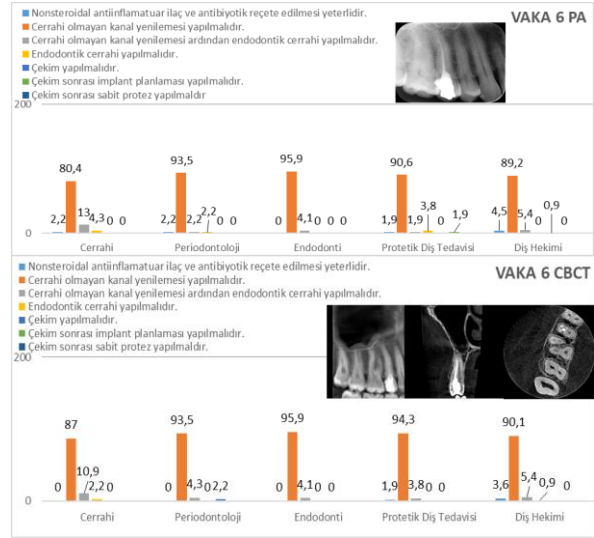 Nonsteroidal antiinflamatuar ilaç ve antibiyotik reçete edilmesi yeterlidir.
VAKA 6 PA
Cerrahi olmayan kanal yenilemesi yapılmalıdır.
Cerrahi olmayan kanal yenilemesi ardından endodontik cerrahi yapılmalıdır.
Endodontik cerrahi yapılmalıdır.
Çekim yapılmalıdır.
Çekim sonrası implant planlaması yapılmalıdır.
Çekim sonrası sabit protez yapılmaldır
200
80,4 93,5 95,9 90,6 89,2
2,2 13 4,3 0 0 2,2 2,2 2,2 0 0 0 4,1 0 0 0 1,9 1,9 3,8 0 1,9 4,5 5,4 0 0,9 0
0
Cerrahi Periodontoloji Endodonti Protetik Diş Tedavisi Diş Hekimi
Nonsteroidal antiinflamatuar ilaç ve antibiyotik reçete edilmesi yeterlidir.
VAKA 6 CBCT
Cerrahi olmayan kanal yenilemesi yapılmalıdır.
Cerrahi olmayan kanal yenilemesi ardından endodontik cerrahi yapılmalıdır.
Endodontik cerrahi yapılmalıdır.
Çekim yapılmalıdır.
Çekim sonrası implant planlaması yapılmalıdır.
Çekim sonrası sabit protez yapılmaldır.
200
87 93,5 95,9 94,3 90,1
0 10,9 2,2 0 0 4,3 0 2,2 0 4,1 0 0 1,9 3,8 0 0 3,6 5,4 0,9 0
0
Cerrahi Periodontoloji Endodonti Protetik Diş Tedavisi Diş Hekimi